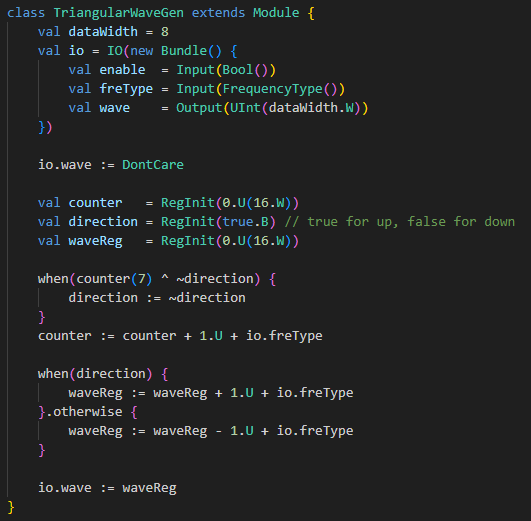 class TriangularWaveGen extends Module {
    val dataWidth = 8
    val io = IO(new Bundle() {
        val enable  = Input(Bool())
        val freType = Input(FrequencyType())
        val wave    = Output(UInt(dataWidth.W))
    })

    io.wave := DontCare

    val counter   = RegInit(0.U(16.W))
    val direction = RegInit(true.B) // true for up, false for down
    val waveReg   = RegInit(0.U(16.W))

    when(counter(7) ^ ~direction) {
        direction := ~direction
    }
    counter := counter + 1.U + io.freType

    when(direction) {
        waveReg := waveReg + 1.U + io.freType
    }.otherwise {
        waveReg := waveReg - 1.U + io.freType
    }

    io.wave := waveReg
}